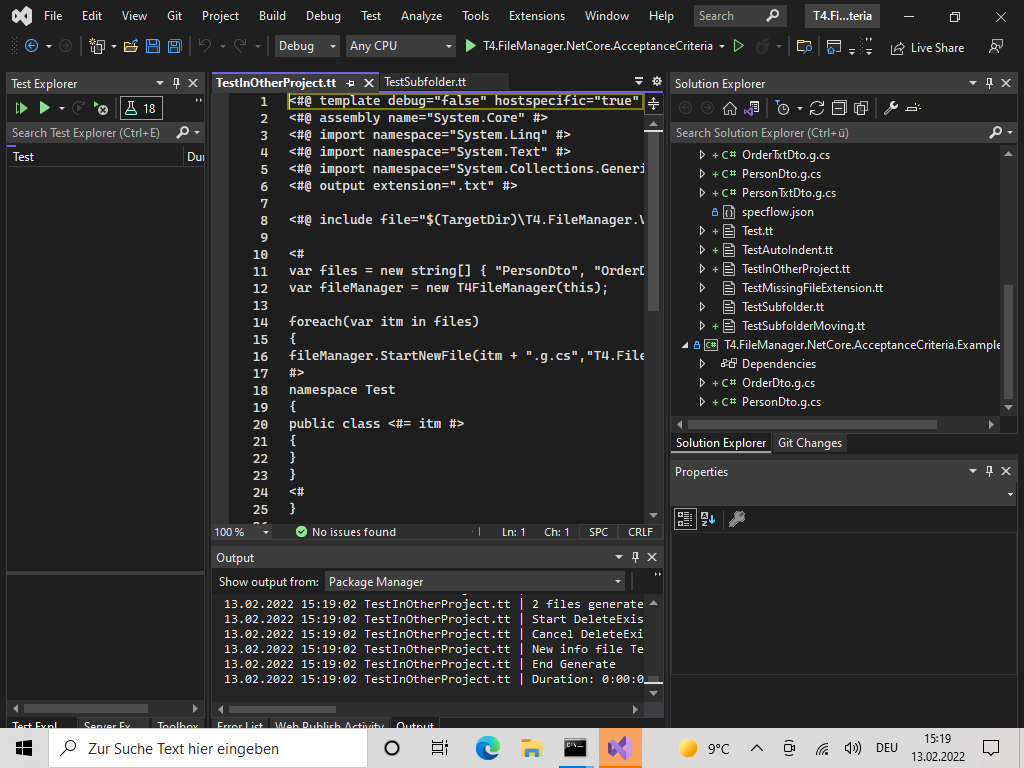 File Edit View Git Project Build Debug Test Analyze Tools Extensions Window Help Search T4.Fi...teria
Debug Any CPU T4.FileManager.NetCore.AcceptanceCriteria Live Share
Test Explorer
18
Search Test Explorer (Ctrl+E)
Test Dur
TestInOtherProject.tt TestSubfolder.tt
1 <#@ template debug="false" hostspecific="true"
2 <#@ assembly name="System.Core" #>
3 <#@ import namespace="System.Linq" #>
4 <#@ import namespace="System.Text" #>
5 <#@ import namespace="System.Collections.Generi
6 <#@ output extension=".txt" #>
7
8 <#@ include file="$(TargetDir)\T4.FileManager.V
9
10 <#
11 var files = new string[] { "PersonDto", "OrderD
12 var fileManager = new T4FileManager(this);
13
14 foreach(var itm in files)
15 {
16 fileManager.StartNewFile(itm + ".g.cs","T4.File
17 #>
18 namespace Test
19 {
20 public class <#= itm #>
21 {
22 }
23 }
24 <#
25 }
100 % No issues found Ln: 1 Ch: 1 SPC CRLF
Output
Show output from: Package Manager
13.02.2022 15:19:02 TestInOtherProject.tt | 2 files generate
13.02.2022 15:19:02 TestInOtherProject.tt | Start DeleteExis
13.02.2022 15:19:02 TestInOtherProject.tt | Cancel DeleteExi
13.02.2022 15:19:02 TestInOtherProject.tt | New info file Te
13.02.2022 15:19:02 TestInOtherProject.tt | End Generate
13.02.2022 15:19:02 TestInOtherProject.tt | Duration: 0:00:0
Solution Explorer
Search Solution Explorer (Ctrl+ü)
+ C# OrderTxtDto.g.cs
+ C# PersonDto.g.cs
+ C# PersonTxtDto.g.cs
specflow.json
+ Test.tt
+ TestAutoIndent.tt
+ TestInOtherProject.tt
TestMissingFileExtension.tt
TestSubfolder.tt
+ TestSubfolderMoving.tt
C# T4.FileManager.NetCore.AcceptanceCriteria.Example
Dependencies
+ C# OrderDto.g.cs
+ C# PersonDto.g.cs
Solution Explorer Git Changes
Properties
Test Expl... Server Ex... Toolbox Error List Web Publish Activity Output
Zur Suche Text hier eingeben 9°C DEU 15:19
13.02.2022